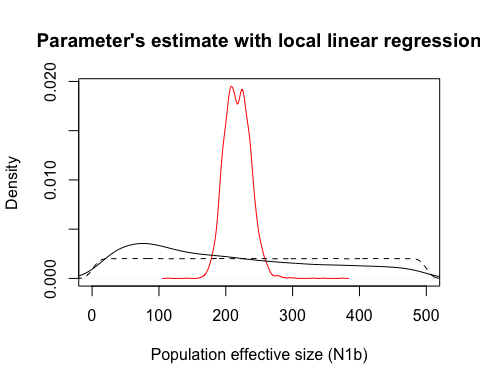 Parameter's estimate with local linear regression
0.020
0.010
0.000
Density
0 100 200 300 400 500
Population effective size (N1b)